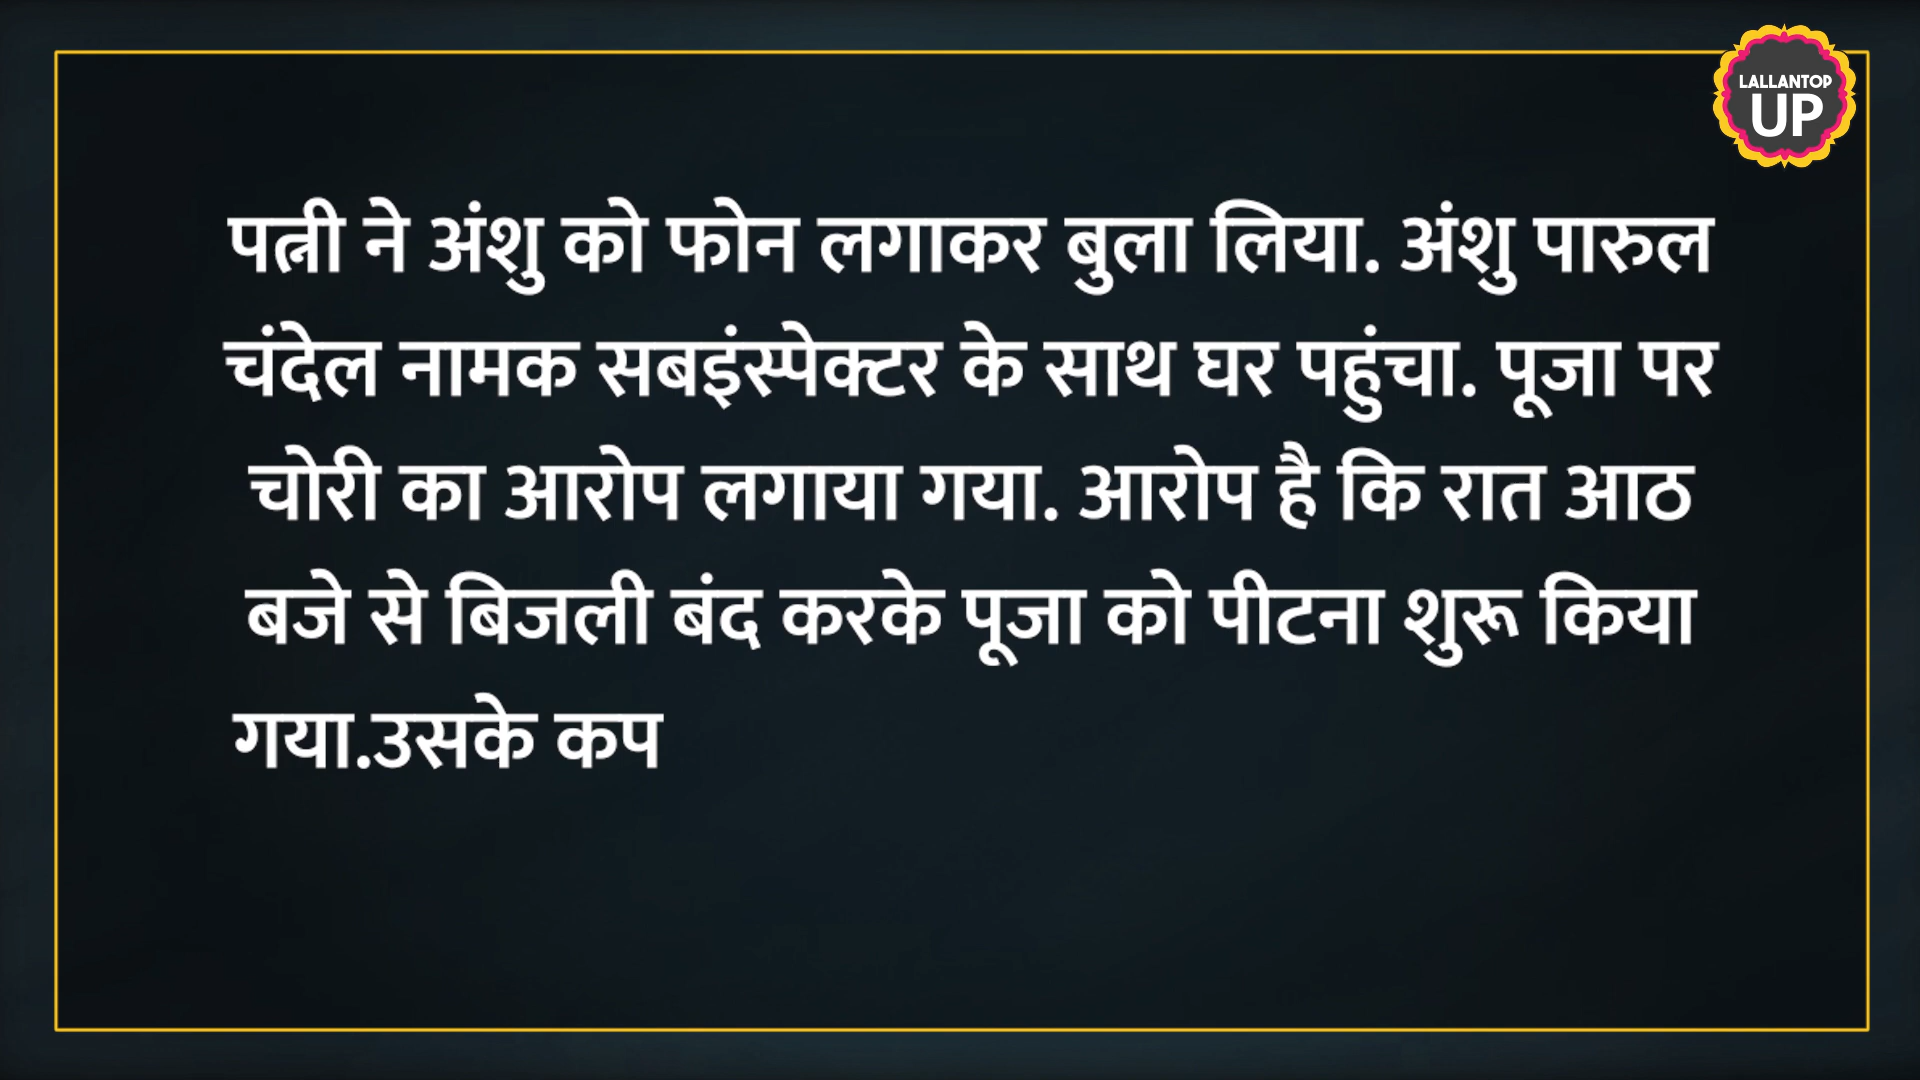 LALLANTOP
UP
पत्नी ने अंशु को फोन लगाकर बुला लिया. अंशु पारुल
चंदेल नामक सबइंस्पेक्टर के साथ घर पहुंचा. पूजा पर
चोरी का आरोप लगाया गया. आरोप है कि रात आठ
बजे से बिजली बंद करके पूजा को पीटना शुरू किया
गया.उसके कप